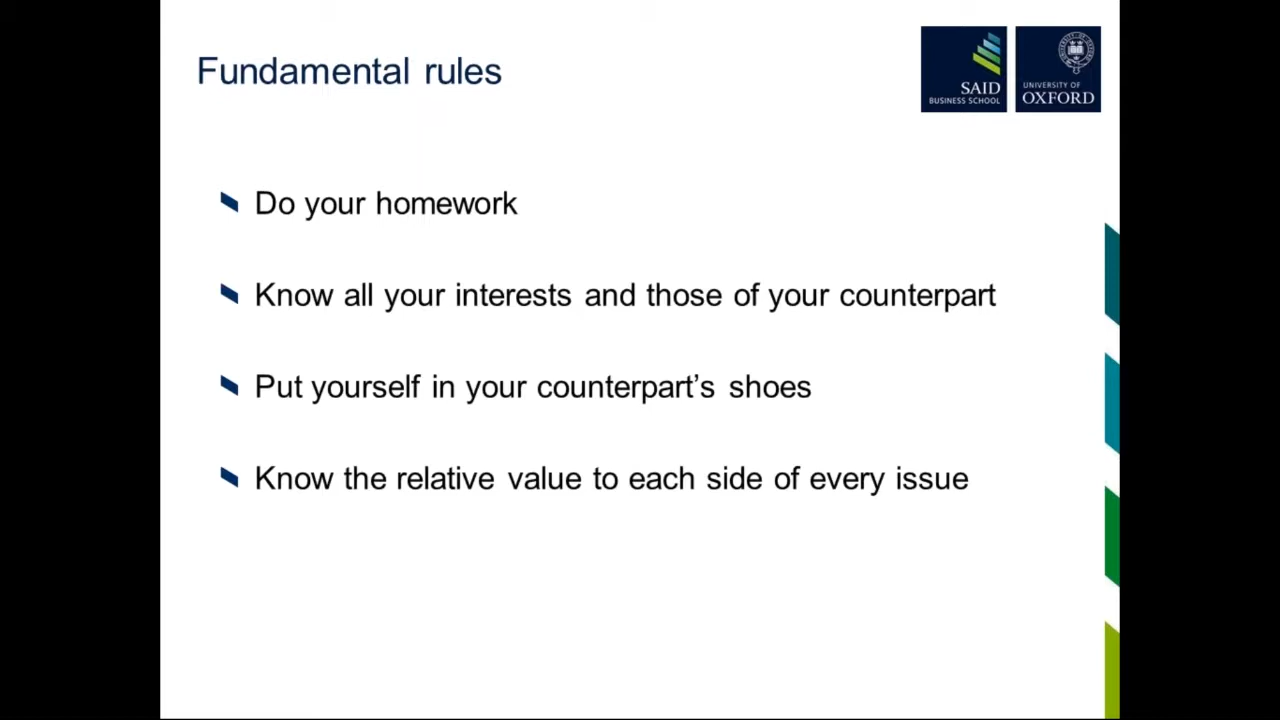 Fundamental rules
SAID
BUSINESS SCHOOL
UNIVERSITY OF
OXFORD
Do your homework
Know all your interests and those of your counterpart
Put yourself in your counterpart’s shoes
Know the relative value to each side of every issue